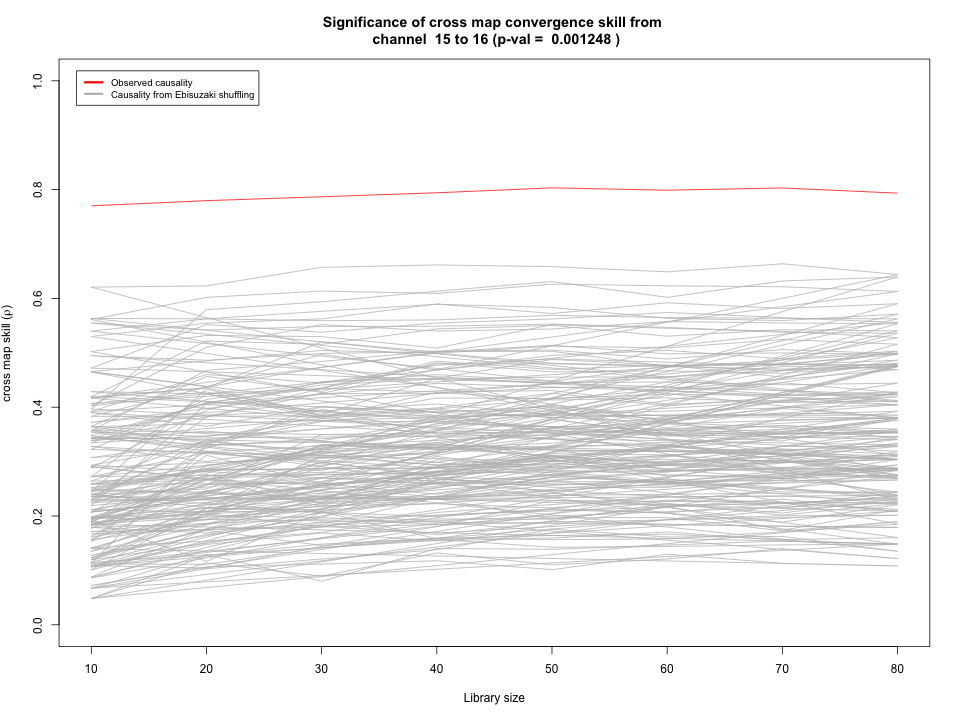 Significance of cross map convergence skill from
channel  15 to 16 (p-val =  0.001248 )
Observed causality
Causality from Ebisuzaki shuffling
cross map skill (ρ)
1.0
0.8
0.6
0.4
0.2
0.0
10 20 30 40 50 60 70 80
Library size